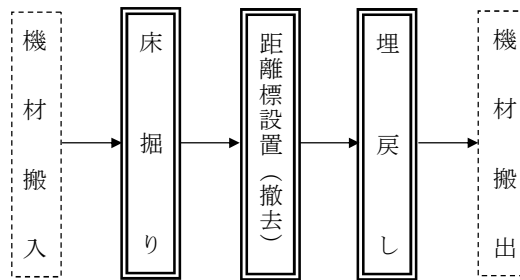 機材搬入
床掘り
距離標設置（撤去）
埋戻し
機材搬出